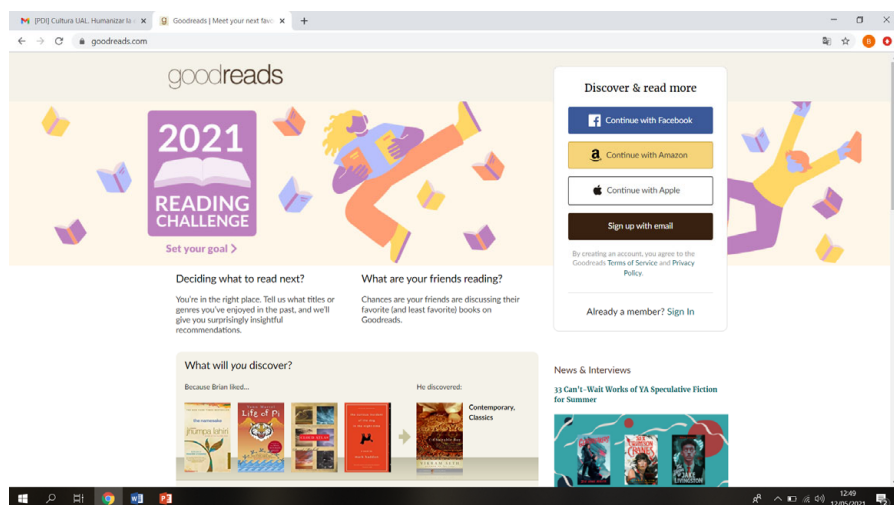 [PDI] Cultura UAL. Humanizar la
Goodreads | Meet your next favo
goodreads.com
goodreads
2021
READING
CHALLENGE
Set your goal >
Discover & read more
Continue with Facebook
Continue with Amazon
Continue with Apple
Sign up with email
By creating an account, you agree to the
Goodreads Terms of Service and Privacy
Policy.
Already a member? Sign In
Deciding what to read next?
You're in the right place. Tell us what titles or
genres you've enjoyed in the past, and we'll
give you surprisingly insightful
recommendations.
What are your friends reading?
Chances are your friends are discussing their
favorite (and least favorite) books on
Goodreads.
What will you discover?
Because Brian liked...
He discovered:
jhumpa lahiri
Life of Pi
Contemporary,
Classics
VIKRAM SETH
News & Interviews
33 Can't-Wait Works of YA Speculative Fiction
for Summer
CRANES
LIVINGSTON
12:49
12/05/2021